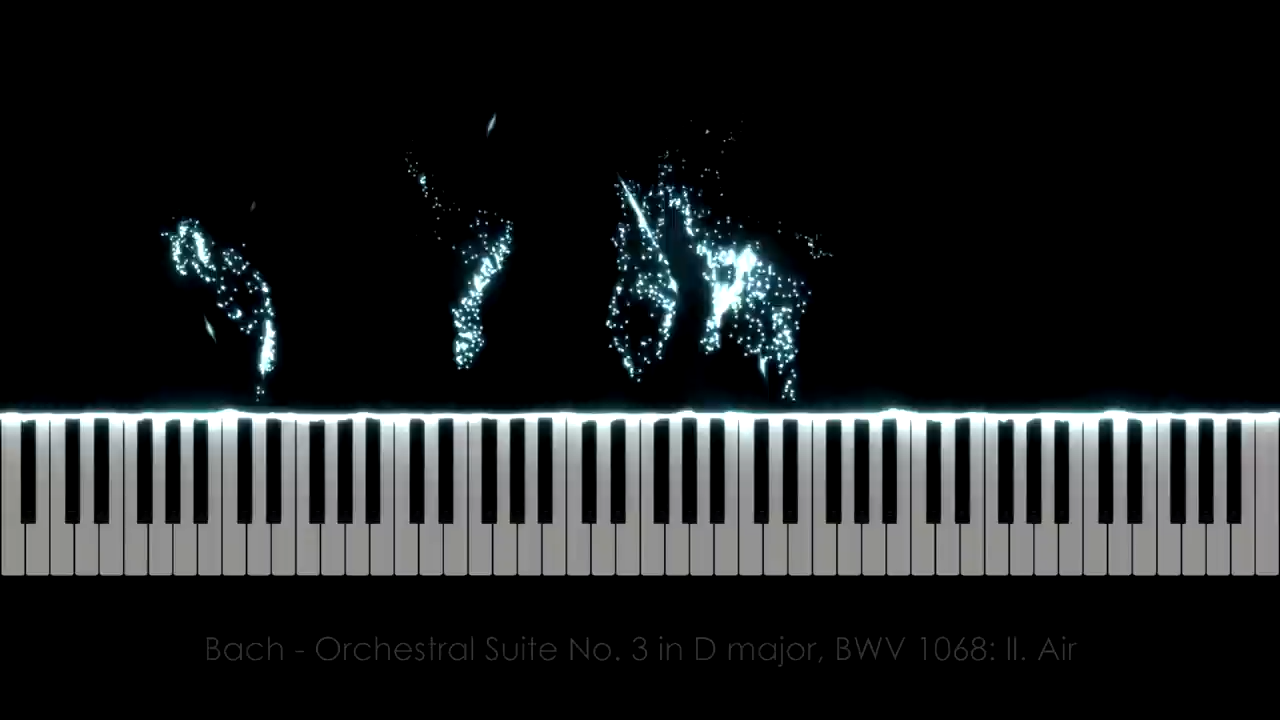 Bach - Orchestral Suite No. 3 in D major, BWV 1068: II. Air